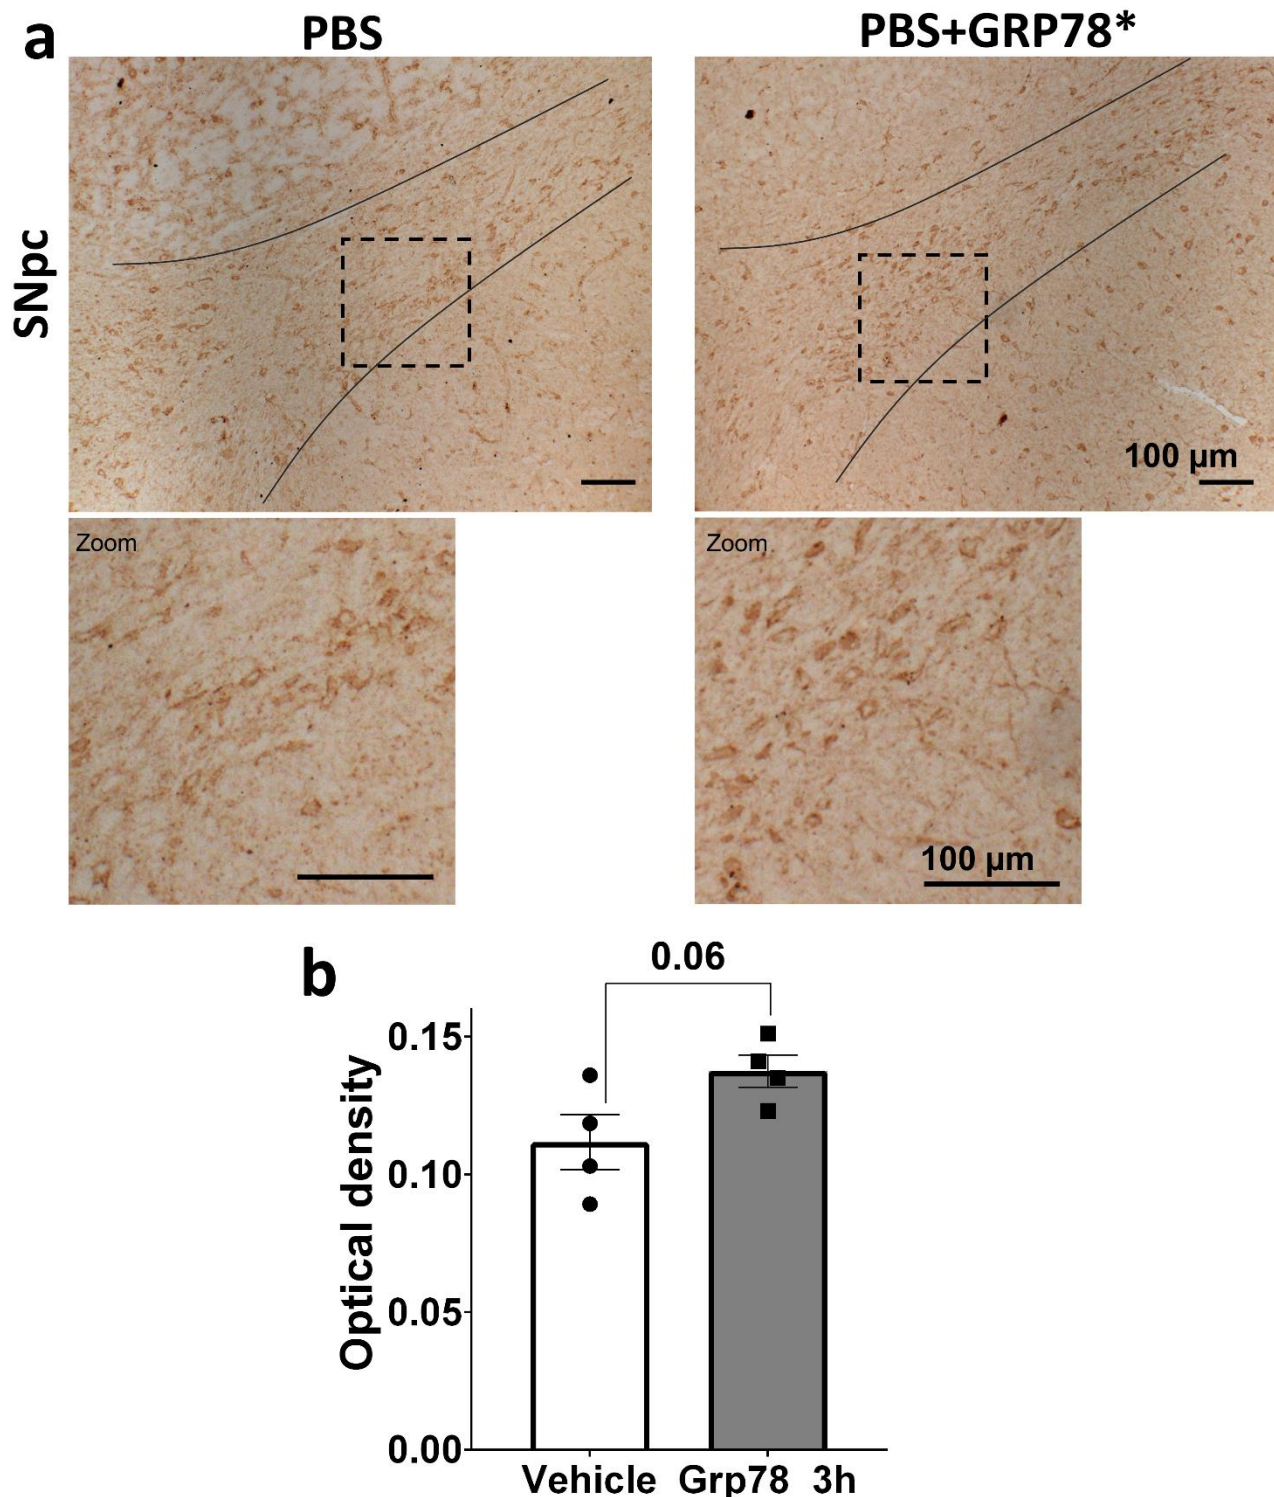 a
PBS
PBS+GRP78*
SNpc
100 µm
Zoom
Zoom
100 µm
b
0.06
0.15
0.10
0.05
0.00
Optical density
Vehicle Grp78 3h